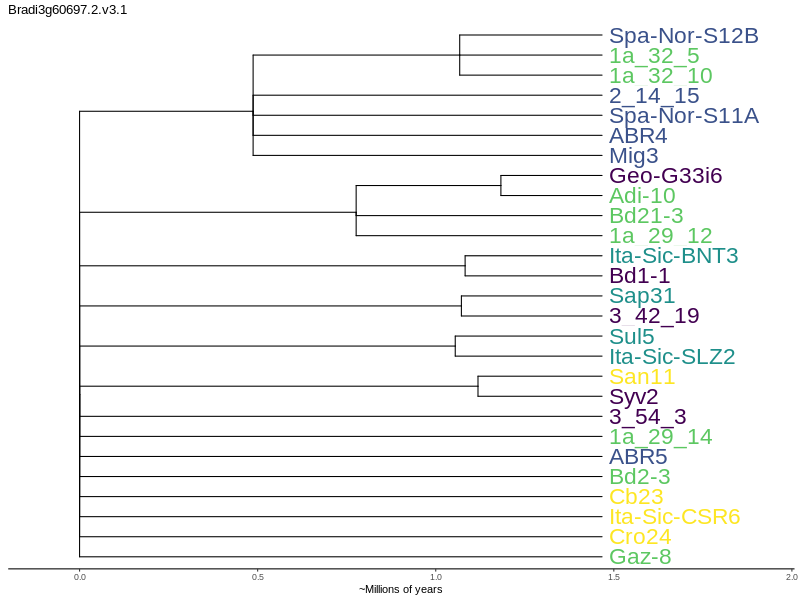 Bradi3g60697.2.v3.1
Spa-Nor-S12B
1a_32_5
1a_32_10
2_14_15
Spa-Nor-S11A
ABR4
Mig3
Geo-G33i6
Adi-10
Bd21-3
1a_29_12
Ita-Sic-BNT3
Bd1-1
Sap31
3_42_19
Sul5
Ita-Sic-SLZ2
San11
Syv2
3_54_3
1a_29_14
ABR5
Bd2-3
Cb23
Ita-Sic-CSR6
Cro24
Gaz-8
0.0 0.5 1.0 1.5 2.0
~Millions of years